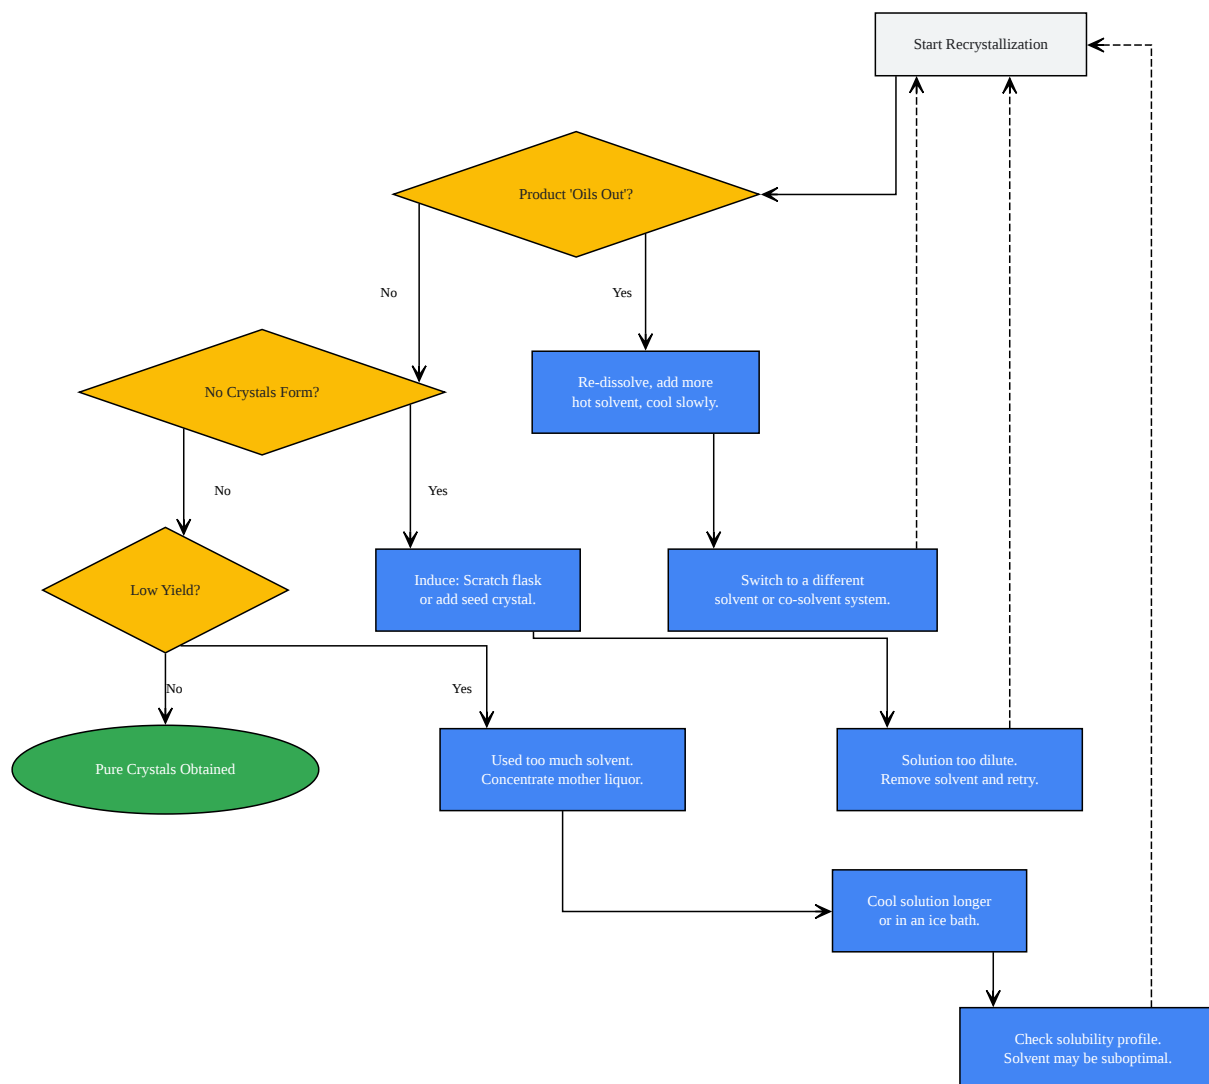 Start Recrystallization
Product 'Oils Out'?
No
Yes
Re-dissolve, add more
hot solvent, cool slowly.
No Crystals Form?
No
Yes
Low Yield?
Induce: Scratch flask
or add seed crystal.
Switch to a different
solvent or co-solvent system.
No
Yes
Pure Crystals Obtained
Used too much solvent.
Concentrate mother liquor.
Solution too dilute.
Remove solvent and retry.
Cool solution longer
or in an ice bath.
Check solubility profile.
Solvent may be suboptimal.